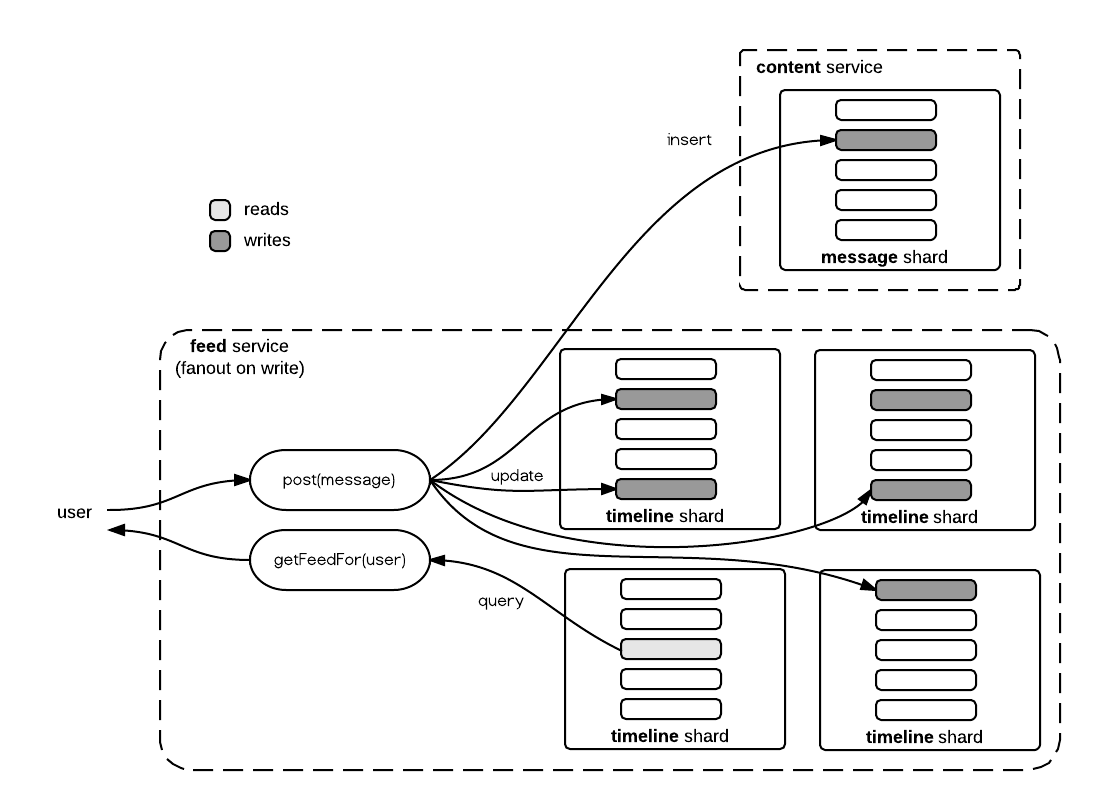 content service
insert
message shard
reads
writes
feed service
(fanout on write)
post(message)
update
timeline shard
timeline shard
user
getFeedFor(user)
query
timeline shard
timeline shard